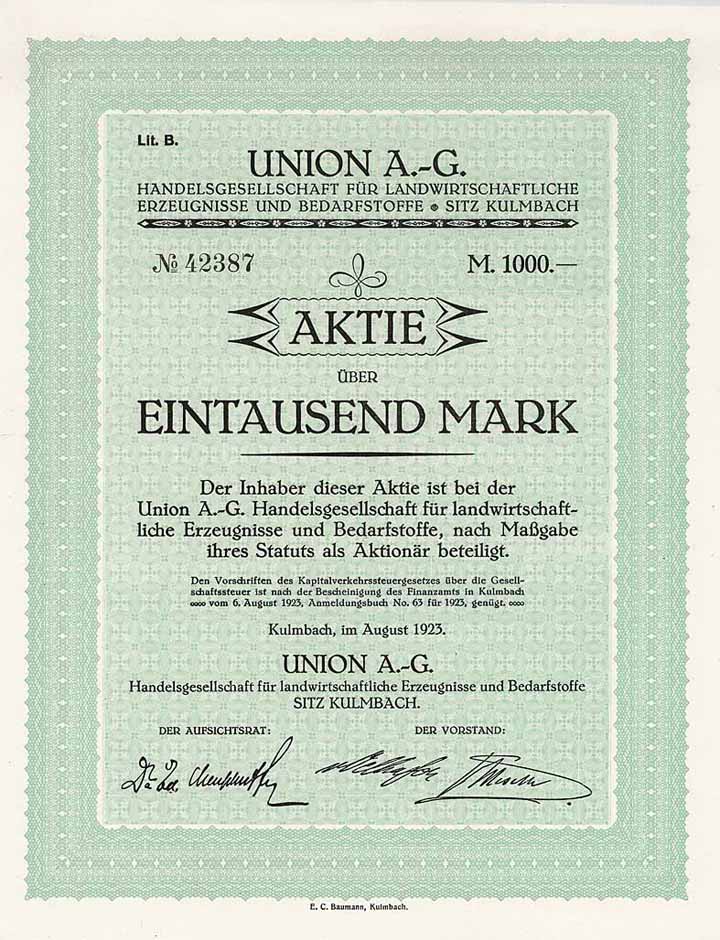 Lit. B.
UNION A.-G.
HANDELSGESELLSCHAFT FÜR LANDWIRTSCHAFTLICHE
ERZEUGNISSE UND BEDARFSTOFFE • SITZ KULMBACH
№ 42387
M. 1000.—
AKTIE
ÜBER
EINTAUSEND MARK
Der Inhaber dieser Aktie ist bei der
Union A.-G. Handelsgesellschaft für landwirtschaft-
liche Erzeugnisse und Bedarfstoffe, nach Maßgabe
ihres Statuts als Aktionär beteiligt.
Den Vorschriften des Kapitalverkehrssteuergesetzes über die Gesell-
schaftssteuer ist nach der Bescheinigung des Finanzamts in Kulmbach
vom 6. August 1923, Anmeldungsbuch No. 63 für 1923, genügt.
Kulmbach, im August 1923.
UNION A.-G.
Handelsgesellschaft für landwirtschaftliche Erzeugnisse und Bedarfstoffe
SITZ KULMBACH.
DER AUFSICHTSRAT:
DER VORSTAND:
E. C. Baumann, Kulmbach.